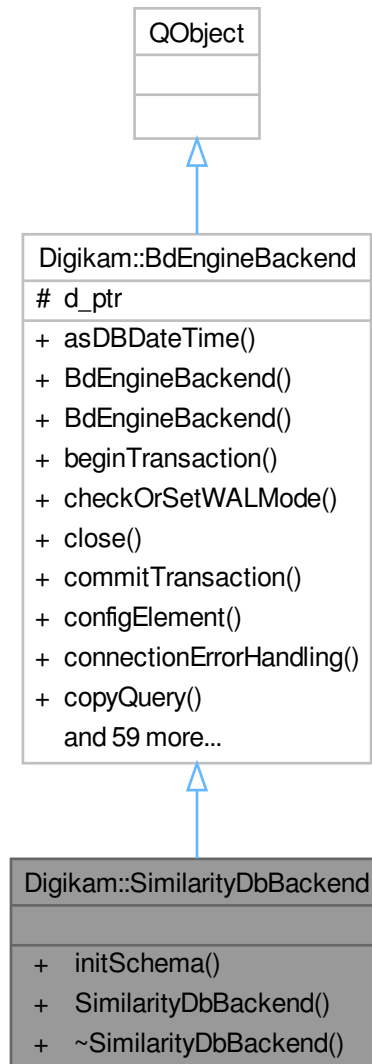 QObject
Digikam::BdEngineBackend
# d_ptr
+ asDBDateTime()
+ BdEngineBackend()
+ BdEngineBackend()
+ beginTransaction()
+ checkOrSetWALMode()
+ close()
+ commitTransaction()
+ configElement()
+ connectionErrorHandling()
+ copyQuery()
and 59 more...
Digikam::SimilarityDbBackend
+ initSchema()
+ SimilarityDbBackend()
+ ~SimilarityDbBackend()